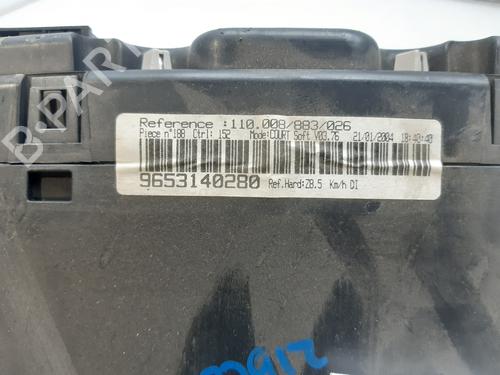 B-PARTS
Reference :110.008/883/026
Piece n°188 Ctrl: 152 Mode:COURT Soft V03.76 21/01/2004 18:40:40
9653140280 Ref.Hard:Z8.5 Km/h DI